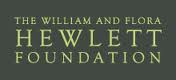 THE WILLIAM AND FLORA
HEWLETT
FOUNDATION